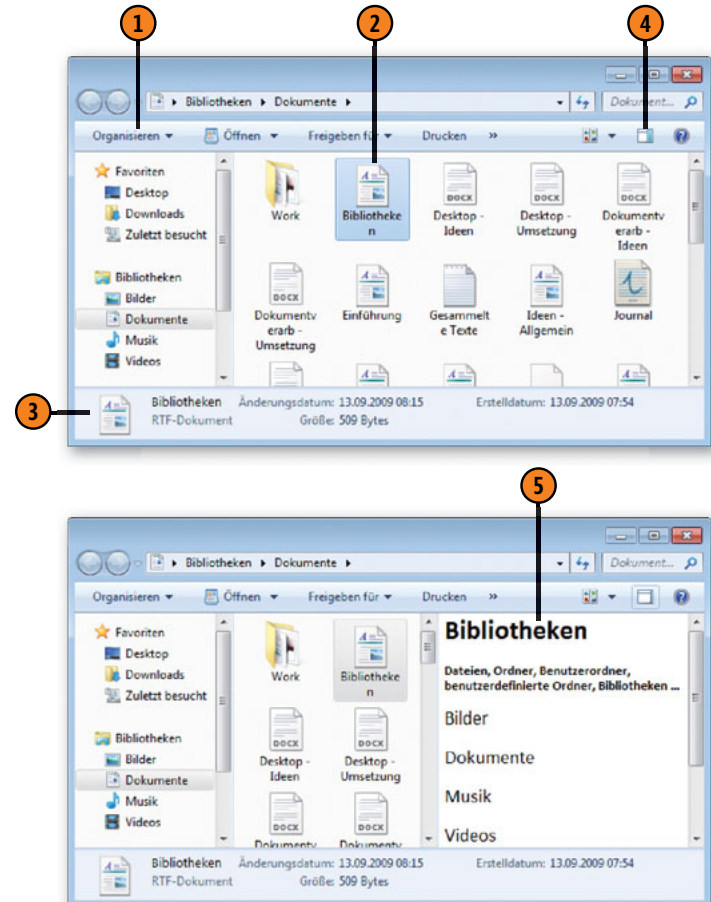 1 2 4
Bibliotheken Dokumente Dokument...
Organisieren Öffnen Freigeben für Drucken »
Favoriten
Desktop
Downloads
Zuletzt besucht
Bibliotheken
Bilder
Dokumente
Musik
Videos
Work
Bibliotheke
n
DOCX
Desktop -
Ideen
DOCX
Desktop -
Umsetzung
DOCX
Dokumentv
erarb -
Ideen
DOCX
Dokumentv
erarb -
Umsetzung
Einführung
Gesammelt
e Texte
Ideen -
Allgemein
Journal
3
Bibliotheken Änderungsdatum: 13.09.2009 08:15 Erstelldatum: 13.09.2009 07:54
RTF-Dokument Größe: 509 Bytes
5
Bibliotheken Dokumente Dokument...
Organisieren Öffnen Freigeben für Drucken »
Favoriten
Desktop
Downloads
Zuletzt besucht
Bibliotheken
Bilder
Dokumente
Musik
Videos
Work
Bibliotheke
n
DOCX
Desktop -
Ideen
DOCX
Desktop -
Umsetzung
DOCX
Dokumentv
DOCX
Dokumentv
Bibliotheken
Dateien, Ordner, Benutzerordner,
benutzerdefinierte Ordner, Bibliotheken ...
Bilder
Dokumente
Musik
Videos
Bibliotheken Änderungsdatum: 13.09.2009 08:15 Erstelldatum: 13.09.2009 07:54
RTF-Dokument Größe: 509 Bytes